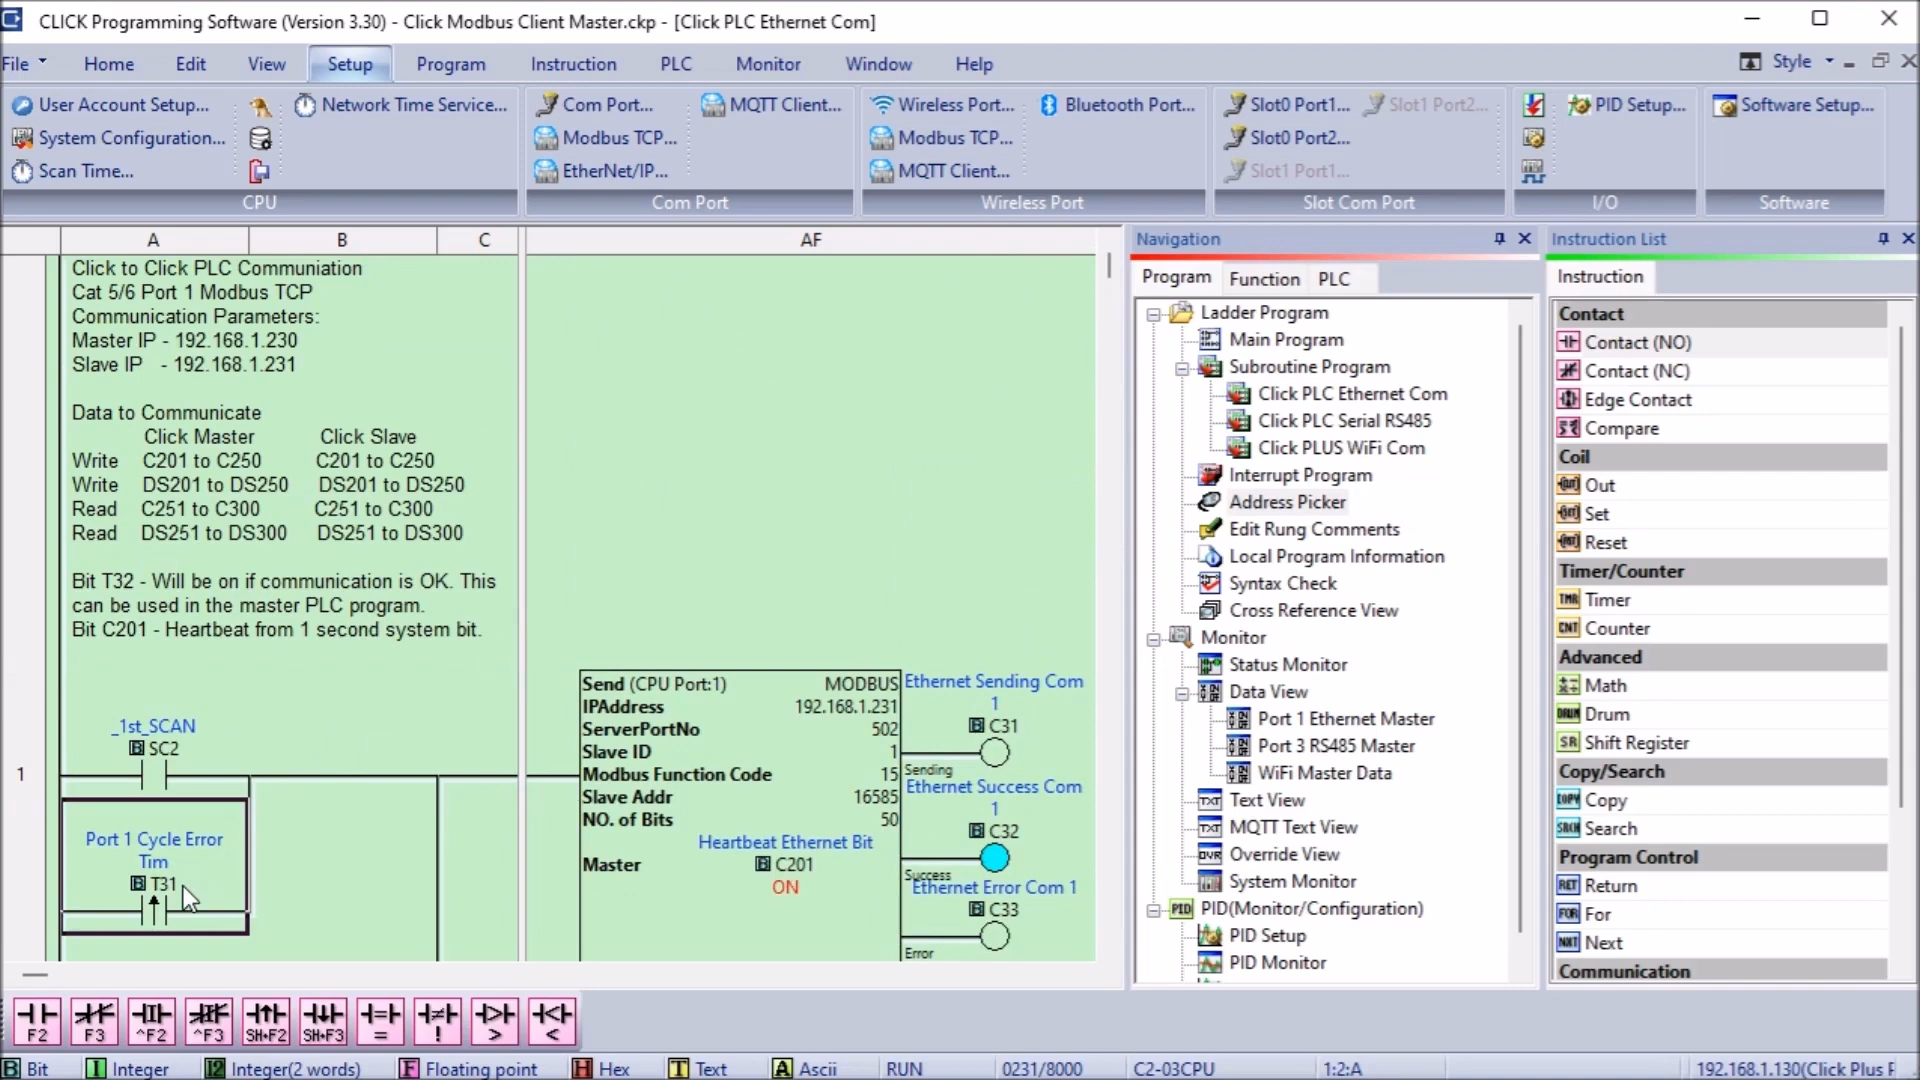 CLICK Programming Software (Version 3.30) - Click Modbus Client Master.ckp - [Click PLC Ethernet Com]
File Home Edit View Setup Program Instruction PLC Monitor Window Help Style
User Account Setup... Network Time Service... Com Port... MQTT Client... Wireless Port... Bluetooth Port... Slot0 Port1... Slot1 Port2... PID Setup... Software Setup...
System Configuration... Modbus TCP... Modbus TCP... Slot0 Port2...
Scan Time... EtherNet/IP... MQTT Client... Slot1 Port1...
CPU Com Port Wireless Port Slot Com Port I/O Software
A B C AF
Click to Click PLC Communiation
Cat 5/6 Port 1 Modbus TCP
Communication Parameters:
Master IP - 192.168.1.230
Slave IP - 192.168.1.231
Data to Communicate
Click Master Click Slave
Write C201 to C250 C201 to C250
Write DS201 to DS250 DS201 to DS250
Read C251 to C300 C251 to C300
Read DS251 to DS300 DS251 to DS300
Bit T32 - Will be on if communication is OK. This
can be used in the master PLC program.
Bit C201 - Heartbeat from 1 second system bit.
1
_1st_SCAN
B SC2
Port 1 Cycle Error
Tim
B T31
Send (CPU Port:1) MODBUS
IPAddress 192.168.1.231
ServerPortNo 502
Slave ID 1
Modbus Function Code 15
Slave Addr 16585
NO. of Bits 50
Heartbeat Ethernet Bit
Master B C201
ON
Ethernet Sending Com
1
B C31
Sending
Ethernet Success Com
1
B C32
Success
Ethernet Error Com 1
B C33
Error
Navigation
Program Function PLC
Ladder Program
Main Program
Subroutine Program
Click PLC Ethernet Com
Click PLC Serial RS485
Click PLUS WiFi Com
Interrupt Program
Address Picker
Edit Rung Comments
Local Program Information
Syntax Check
Cross Reference View
Monitor
Status Monitor
Data View
Port 1 Ethernet Master
Port 3 RS485 Master
WiFi Master Data
TXT Text View
TXT MQTT Text View
OVR Override View
System Monitor
PID PID(Monitor/Configuration)
PID Setup
PID Monitor
Instruction List
Instruction
Contact
Contact (NO)
Contact (NC)
Edge Contact
Compare
Coil
Out
Set
Reset
Timer/Counter
TMR Timer
CNT Counter
Advanced
Math
DRUM Drum
SR Shift Register
Copy/Search
COPY Copy
SRCH Search
Program Control
RET Return
FOR For
NXT Next
Communication
F2 F3 ^F2 ^F3 SH+F2 SH+F3 = ! > <
B Bit I Integer I2 Integer(2 words) F Floating point H Hex T Text A Ascii RUN 0231/8000 C2-03CPU 1:2:A 192.168.1.130(Click Plus F